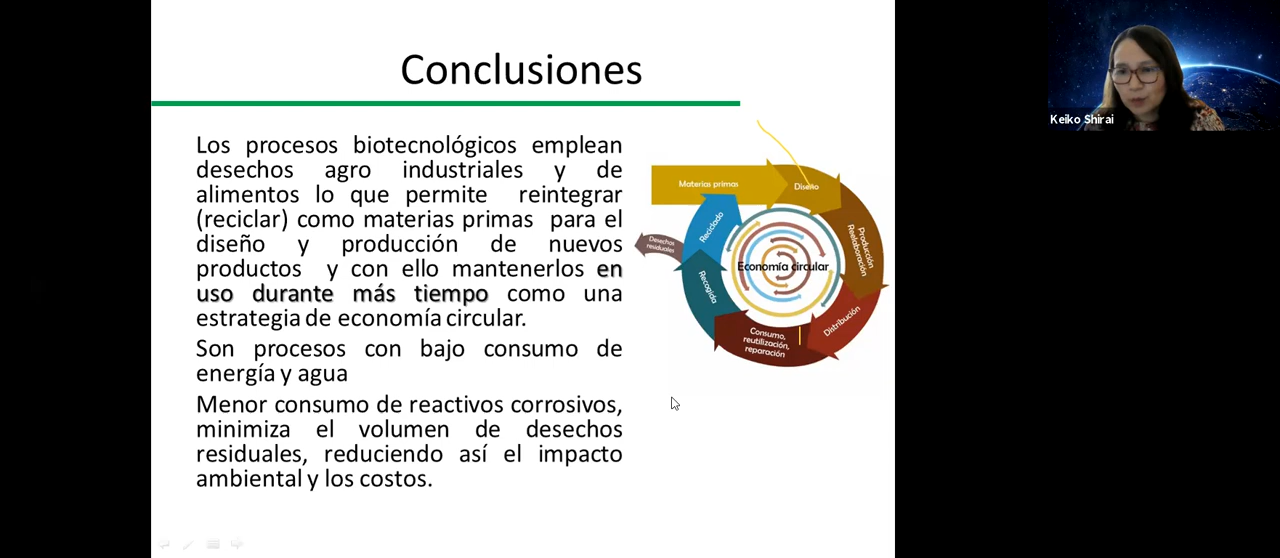 Conclusiones
Los procesos biotecnológicos emplean
desechos agro industriales y de
alimentos lo que permite reintegrar
(reciclar) como materias primas para el
diseño y producción de nuevos
productos y con ello mantenerlos en
uso durante más tiempo como una
estrategia de economía circular.
Son procesos con bajo consumo de
energía y agua
Menor consumo de reactivos corrosivos,
minimiza el volumen de desechos
residuales, reduciendo así el impacto
ambiental y los costos.
Materias primas
Diseño
Producción
Reelaboración
Distribución
Consumo,
reutilización,
reparación
Recogida
Reciclado
Desechos
residuales
Economía circular
Keiko Shirai